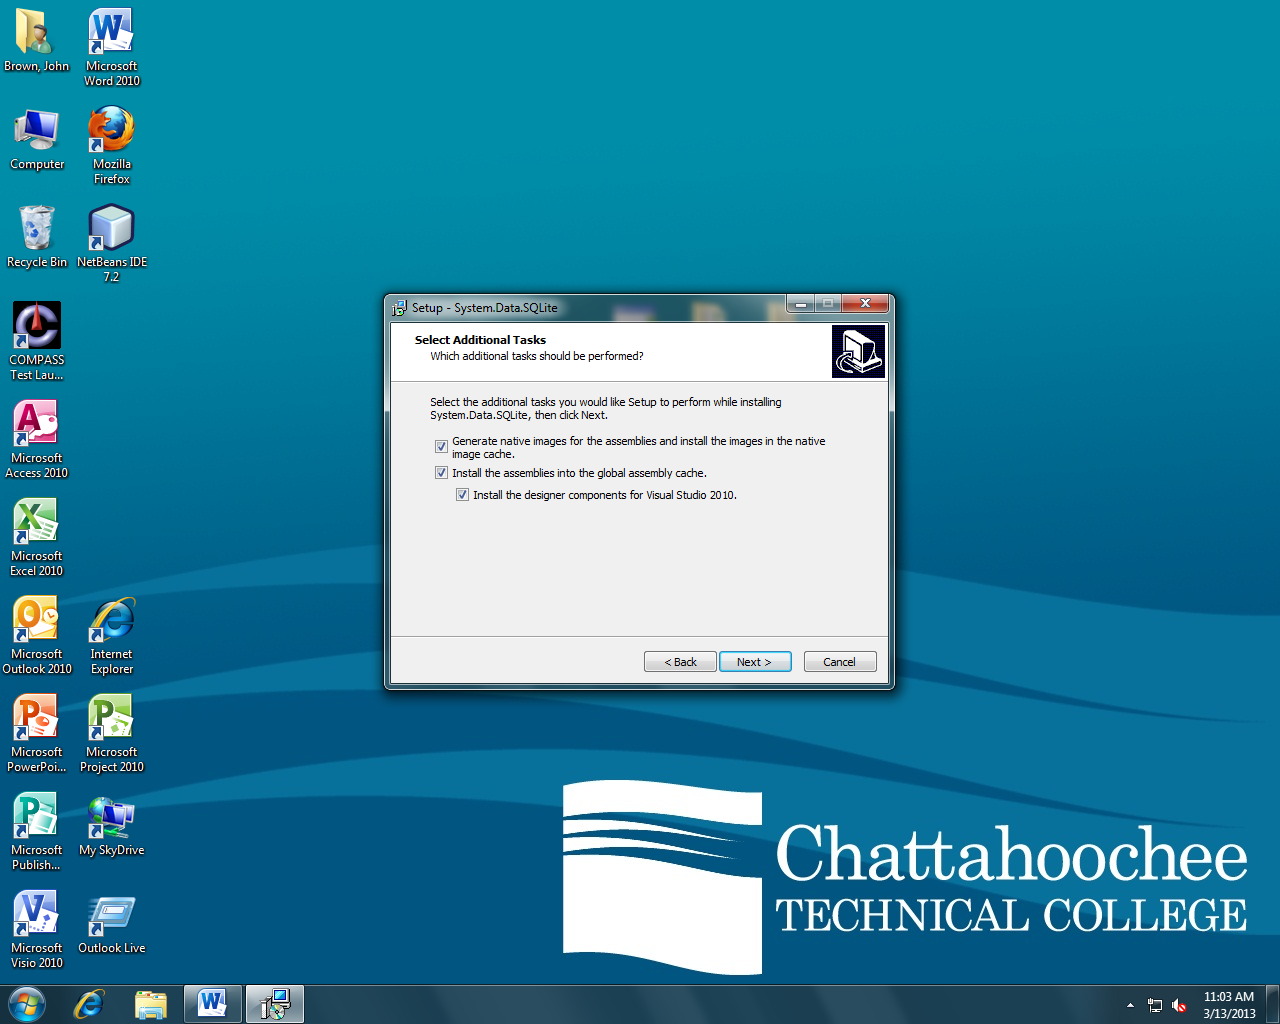 Brown, John
Microsoft
Word 2010
Computer
Mozilla
Firefox
Recycle Bin
NetBeans IDE
7.2
COMPASS
Test Lau...
Microsoft
Access 2010
Microsoft
Excel 2010
Microsoft
Outlook 2010
Internet
Explorer
Microsoft
PowerPoi...
Microsoft
Project 2010
Microsoft
Publish...
My SkyDrive
Microsoft
Visio 2010
Outlook Live
Setup - System.Data.SQLite
Select Additional Tasks
Which additional tasks should be performed?
Select the additional tasks you would like Setup to perform while installing
System.Data.SQLite, then click Next.
Generate native images for the assemblies and install the images in the native
image cache.
Install the assemblies into the global assembly cache.
Install the designer components for Visual Studio 2010.
< Back
Next >
Cancel
Chattahoochee
TECHNICAL COLLEGE
11:03 AM
3/13/2013